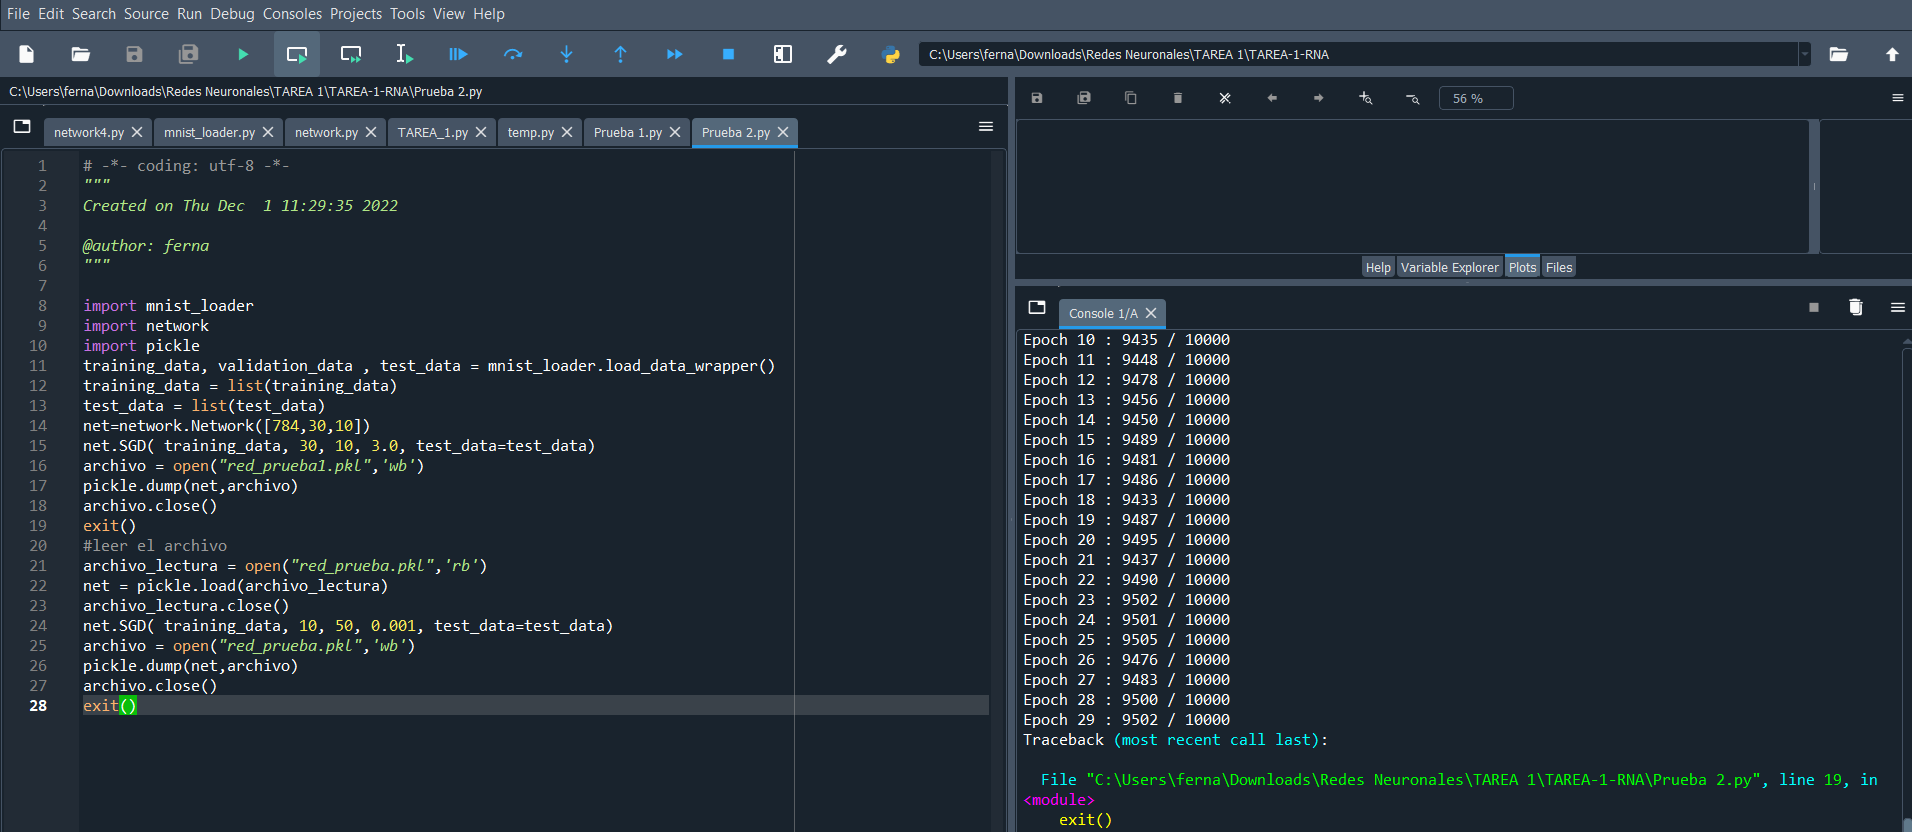 File Edit Search Source Run Debug Consoles Projects Tools View Help
C:\Users\ferna\Downloads\Redes Neuronales\TAREA 1\TAREA-1-RNA
C:\Users\ferna\Downloads\Redes Neuronales\TAREA 1\TAREA-1-RNA\Prueba 2.py
network4.py mnist_loader.py network.py TAREA_1.py temp.py Prueba 1.py Prueba 2.py
1 # -*- coding: utf-8 -*-
2 """
3 Created on Thu Dec  1 11:29:35 2022
4
5 @author: ferna
6 """
7
8 import mnist_loader
9 import network
10 import pickle
11 training_data, validation_data , test_data = mnist_loader.load_data_wrapper()
12 training_data = list(training_data)
13 test_data = list(test_data)
14 net=network.Network([784,30,10])
15 net.SGD( training_data, 30, 10, 3.0, test_data=test_data)
16 archivo = open("red_prueba1.pkl",'wb')
17 pickle.dump(net,archivo)
18 archivo.close()
19 exit()
20 #leer el archivo
21 archivo_lectura = open("red_prueba.pkl",'rb')
22 net = pickle.load(archivo_lectura)
23 archivo_lectura.close()
24 net.SGD( training_data, 10, 50, 0.001, test_data=test_data)
25 archivo = open("red_prueba.pkl",'wb')
26 pickle.dump(net,archivo)
27 archivo.close()
28 exit()
56 %
Help Variable Explorer Plots Files
Console 1/A
Epoch 10 : 9435 / 10000
Epoch 11 : 9448 / 10000
Epoch 12 : 9478 / 10000
Epoch 13 : 9456 / 10000
Epoch 14 : 9450 / 10000
Epoch 15 : 9489 / 10000
Epoch 16 : 9481 / 10000
Epoch 17 : 9486 / 10000
Epoch 18 : 9433 / 10000
Epoch 19 : 9487 / 10000
Epoch 20 : 9495 / 10000
Epoch 21 : 9437 / 10000
Epoch 22 : 9490 / 10000
Epoch 23 : 9502 / 10000
Epoch 24 : 9501 / 10000
Epoch 25 : 9505 / 10000
Epoch 26 : 9476 / 10000
Epoch 27 : 9483 / 10000
Epoch 28 : 9500 / 10000
Epoch 29 : 9502 / 10000
Traceback (most recent call last):
File "C:\Users\ferna\Downloads\Redes Neuronales\TAREA 1\TAREA-1-RNA\Prueba 2.py", line 19, in
<module>
exit()